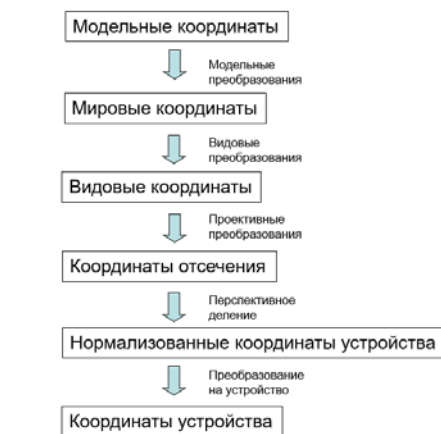 Модельные координаты
Модельные
преобразования
Мировые координаты
Видовые
преобразования
Видовые координаты
Проективные
преобразования
Координаты отсечения
Перспективное
деление
Нормализованные координаты устройства
Преобразование
на устройство
Координаты устройства